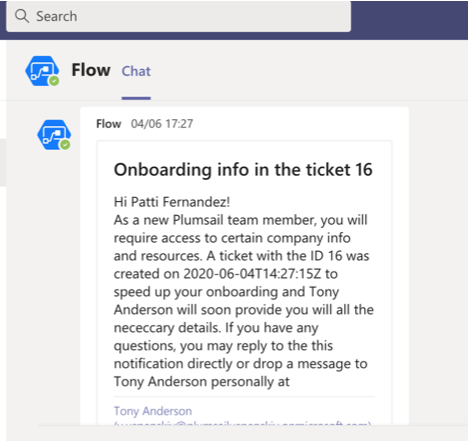 Search
Flow Chat
Flow 04/06 17:27
Onboarding info in the ticket 16
Hi Patti Fernandez!
As a new Plumsail team member, you will
require access to certain company info
and resources. A ticket with the ID 16 was
created on 2020-06-04T14:27:15Z to
speed up your onboarding and Tony
Anderson will soon provide you will all the
nececcary details. If you have any
questions, you may reply to the this
notification directly or drop a message to
Tony Anderson personally at
Tony Anderson